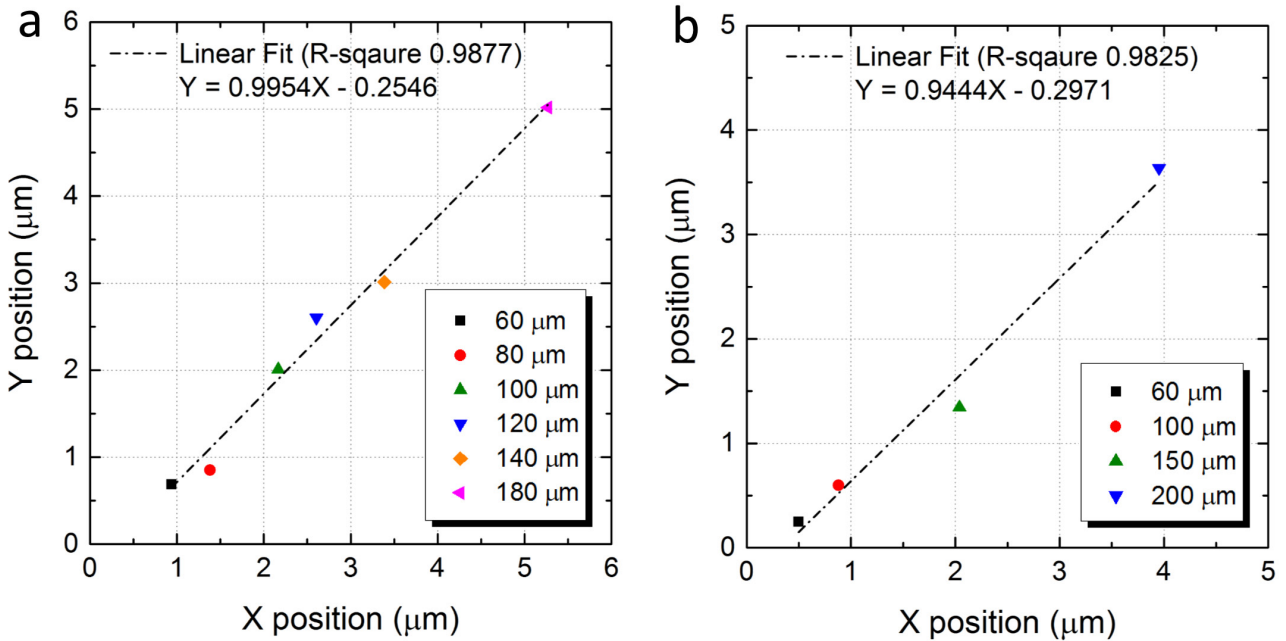 a
Linear Fit (R-sqaure 0.9877)
Y = 0.9954X - 0.2546
6
5
4
3
2
1
0
Y position (μm)
60 μm
80 μm
100 μm
120 μm
140 μm
180 μm
0 1 2 3 4 5 6
X position (μm)
b
Linear Fit (R-sqaure 0.9825)
Y = 0.9444X - 0.2971
5
4
3
2
1
0
Y position (μm)
60 μm
100 μm
150 μm
200 μm
0 1 2 3 4 5
X position (μm)